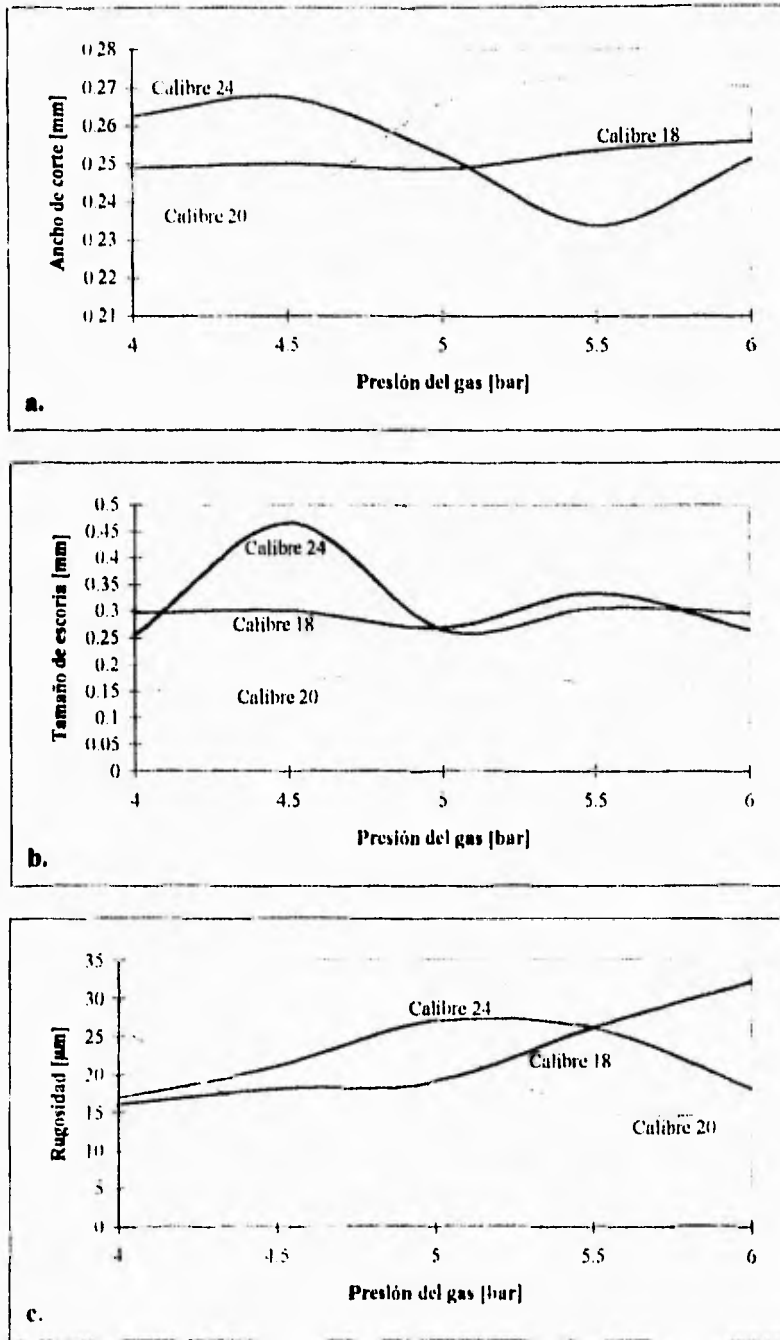 0.28
0.27
0.26
0.25
0.24
0.23
0.22
0.21
Ancho de corte [mm]
Calibre 24
Calibre 18
Calibre 20
4
4.5
5
5.5
6
Presión del gas [bar]
a.
0.5
0.45
0.4
0.35
0.3
0.25
0.2
0.15
0.1
0.05
0
Tamaño de escoria [mm]
Calibre 24
Calibre 18
Calibre 20
4
4.5
5
5.5
6
Presión del gas [bar]
b.
35
30
25
20
15
10
5
0
Rugosidad [µm]
Calibre 24
Calibre 18
Calibre 20
4
4.5
5
5.5
6
Presión del gas [bar]
c.